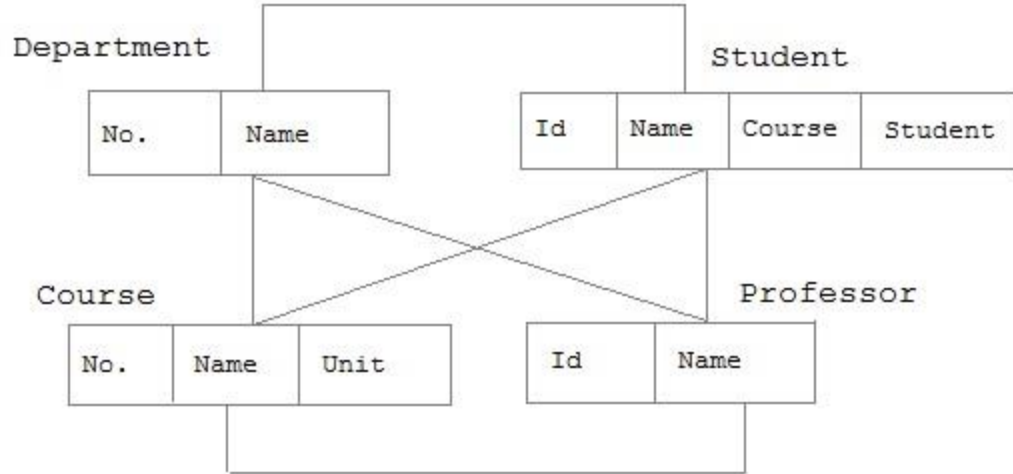 Department
Student
No. Name
Id Name Course Student
Course
Professor
No. Name Unit
Id Name